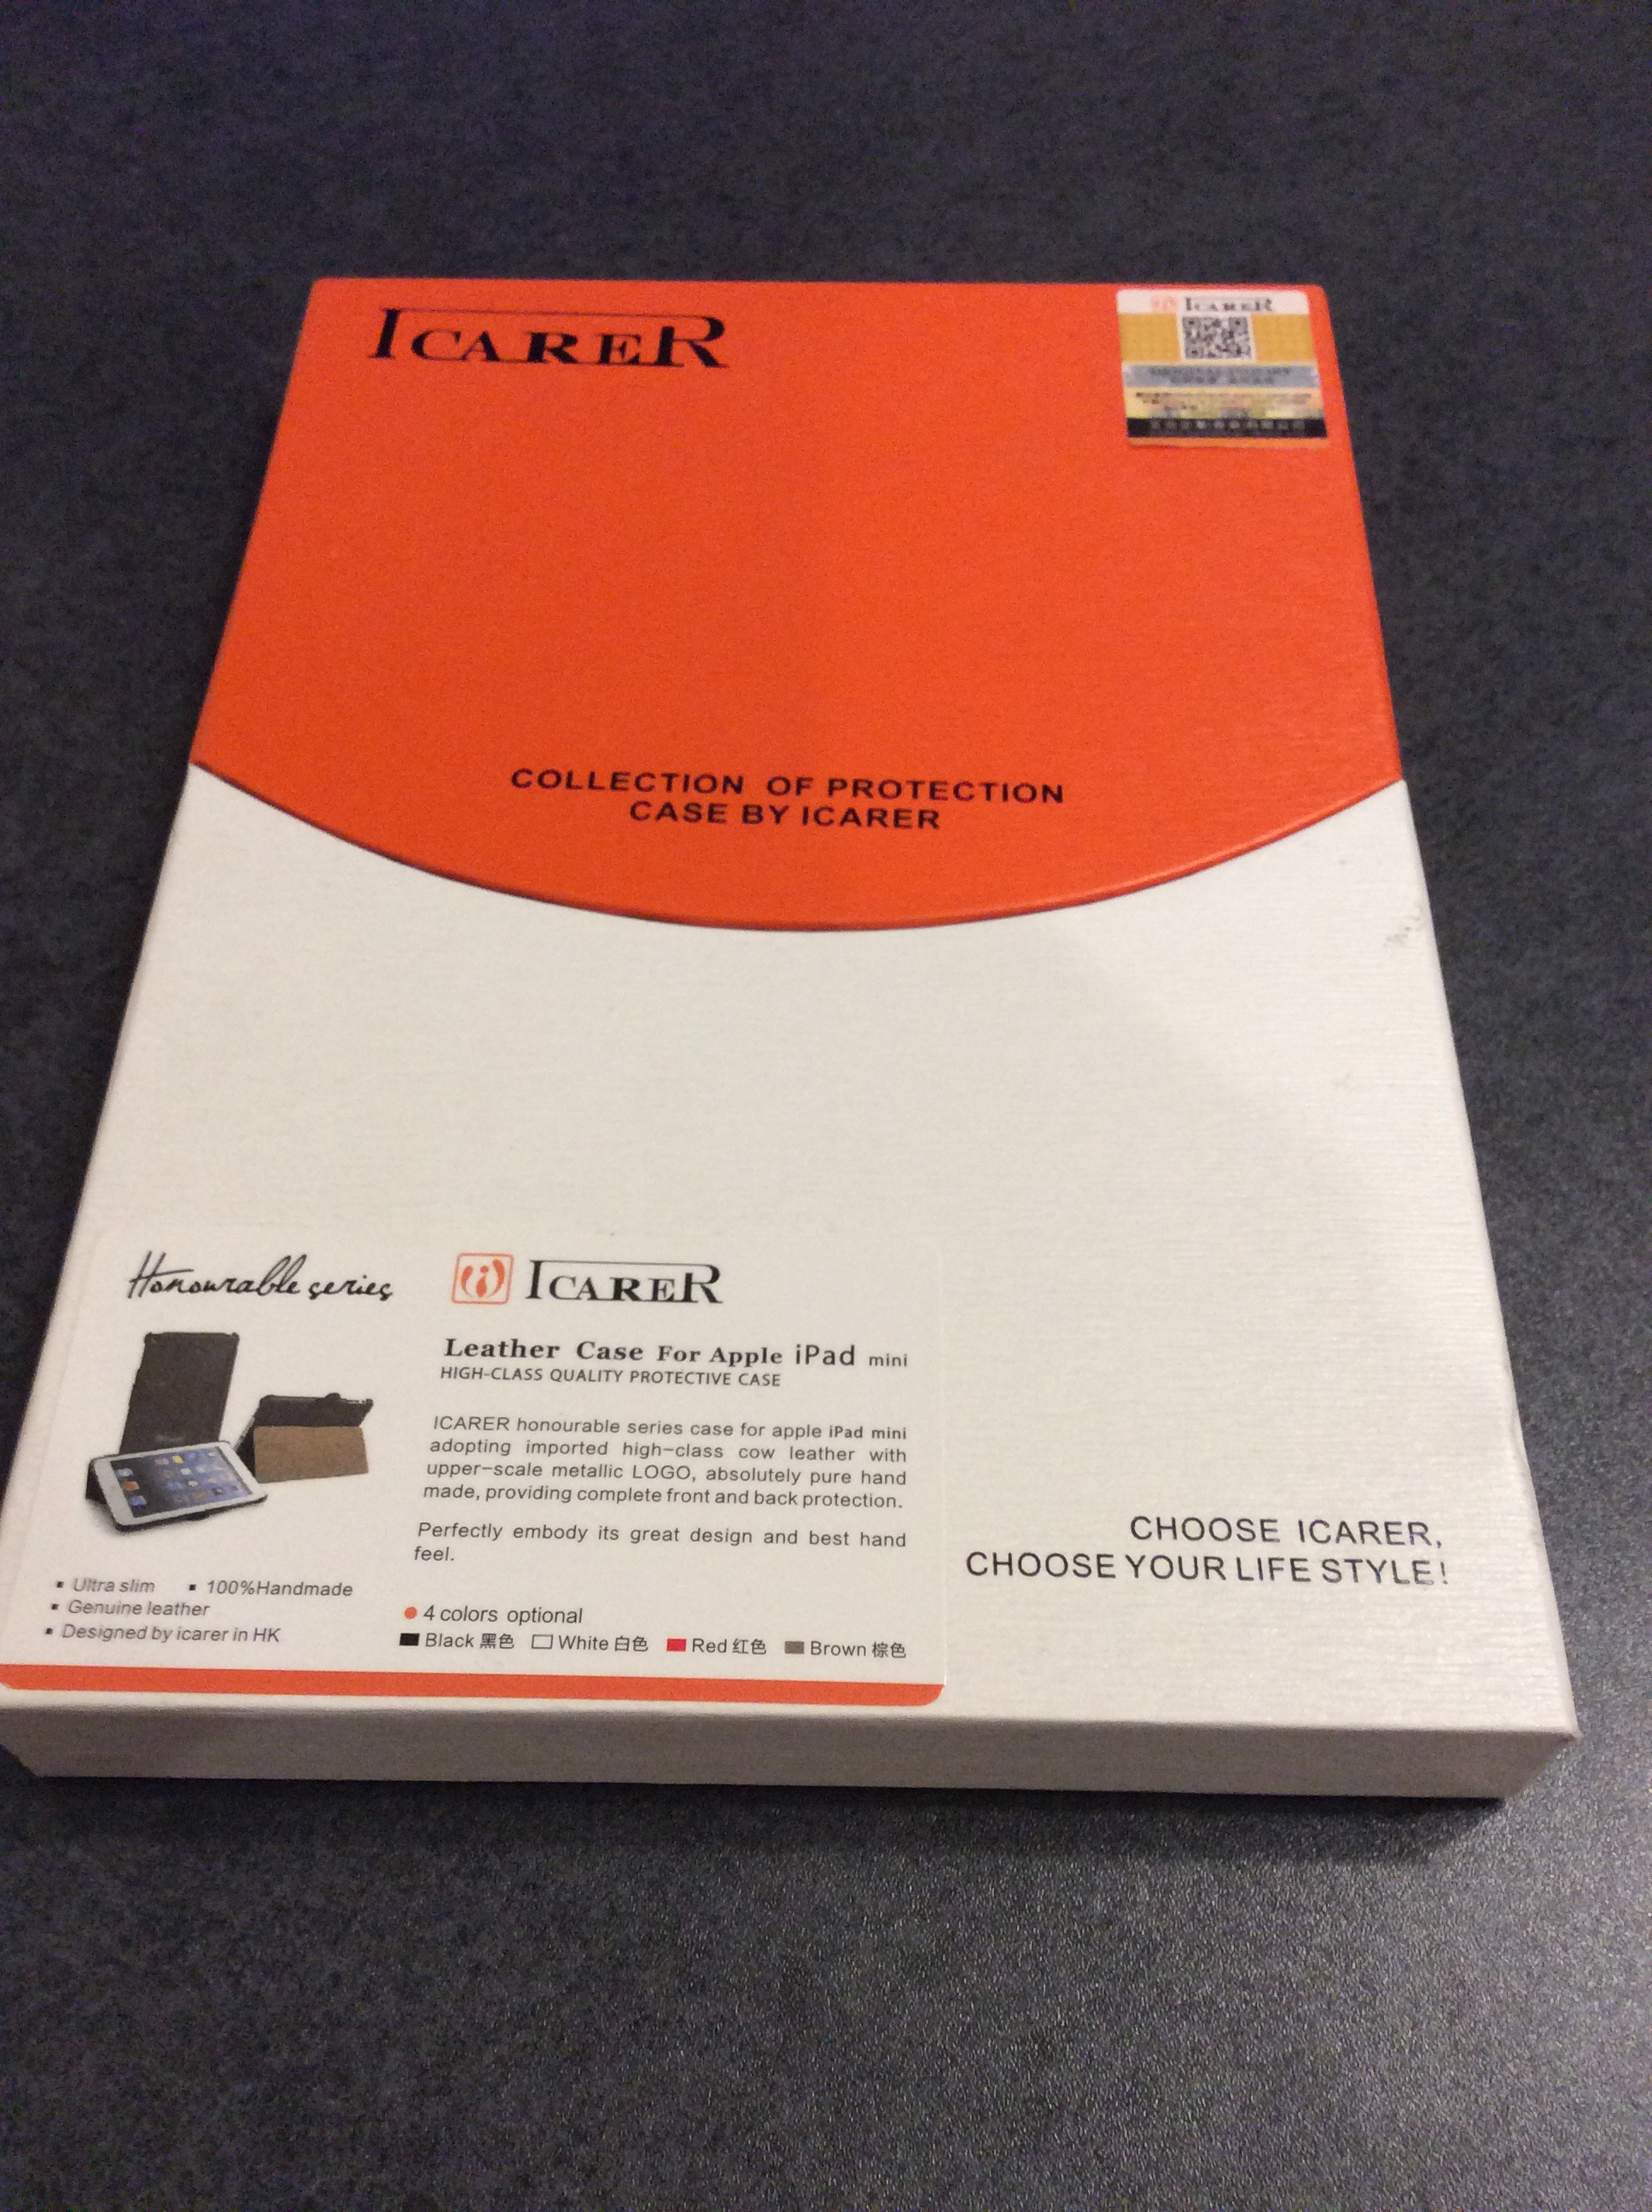 ICARER
ICARER
COLLECTION OF PROTECTION
CASE BY ICARER
Honourable series
ICARER
Leather Case For Apple iPad mini
HIGH-CLASS QUALITY PROTECTIVE CASE
ICARER honourable series case for apple iPad mini
adopting imported high-class cow leather with
upper-scale metallic LOGO, absolutely pure hand
made, providing complete front and back protection.
Perfectly embody its great design and best hand
feel.
▪ Ultra slim ▪ 100%Handmade
▪ Genuine leather
▪ Designed by icarer in HK
● 4 colors optional
Black 黑色 White 白色 Red 红色 Brown 棕色
CHOOSE ICARER,
CHOOSE YOUR LIFE STYLE!